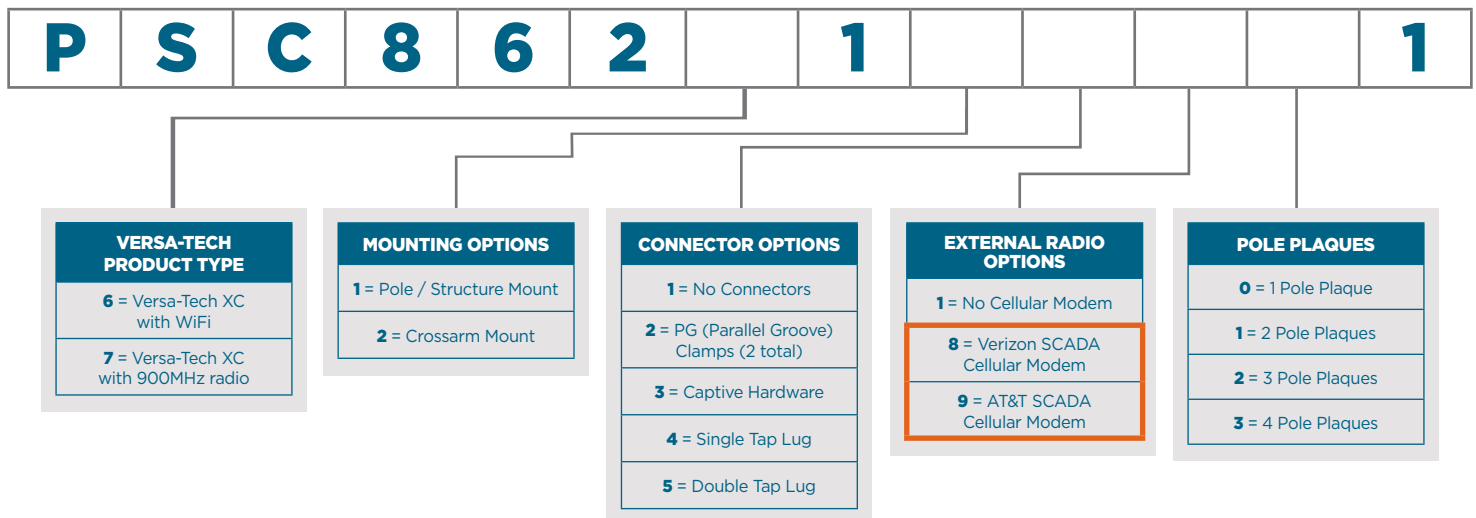 P S C 8 6 2 1 1
VERSA-TECH
PRODUCT TYPE
6 = Versa-Tech XC
with WiFi
7 = Versa-Tech XC
with 900MHz radio
MOUNTING OPTIONS
1 = Pole / Structure Mount
2 = Crossarm Mount
CONNECTOR OPTIONS
1 = No Connectors
2 = PG (Parallel Groove)
Clamps (2 total)
3 = Captive Hardware
4 = Single Tap Lug
5 = Double Tap Lug
EXTERNAL RADIO
OPTIONS
1 = No Cellular Modem
8 = Verizon SCADA
Cellular Modem
9 = AT&T SCADA
Cellular Modem
POLE PLAQUES
0 = 1 Pole Plaque
1 = 2 Pole Plaques
2 = 3 Pole Plaques
3 = 4 Pole Plaques